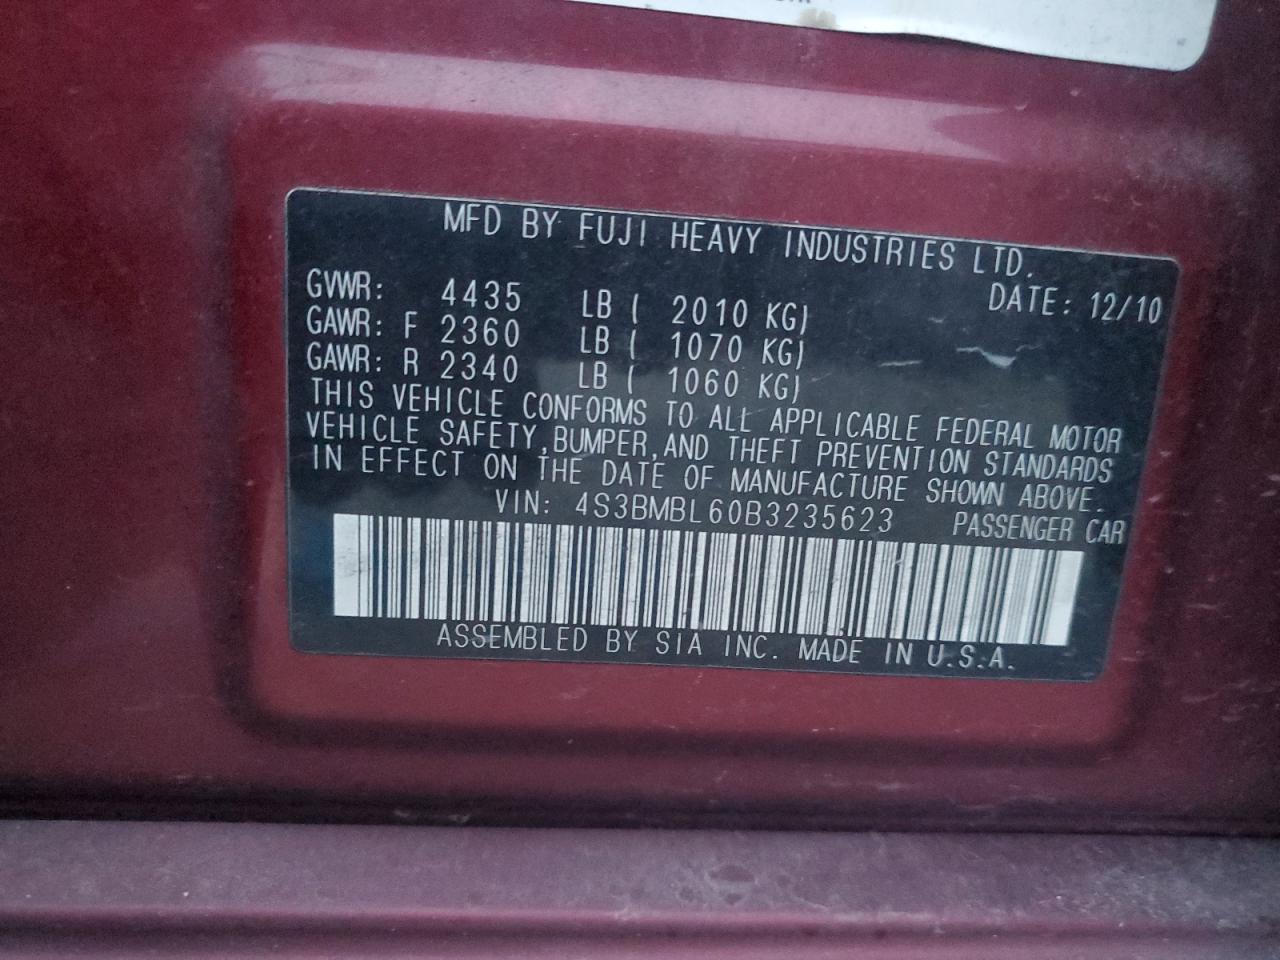 MFD BY FUJI HEAVY INDUSTRIES LTD.
DATE: 12/10
GVWR: 4435 LB ( 2010 KG)
GAWR: F 2360 LB ( 1070 KG)
GAWR: R 2340 LB ( 1060 KG)
THIS VEHICLE CONFORMS TO ALL APPLICABLE FEDERAL MOTOR
VEHICLE SAFETY,BUMPER,AND THEFT PREVENTION STANDARDS
IN EFFECT ON THE DATE OF MANUFACTURE SHOWN ABOVE.
VIN: 4S3BMBL60B3235623 PASSENGER CAR
ASSEMBLED BY SIA INC. MADE IN U.S.A.